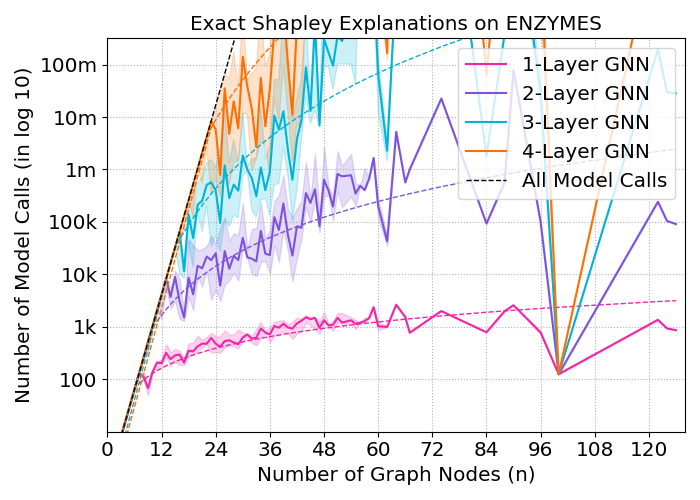 Exact Shapley Explanations on ENZYMES
Number of Model Calls (in log 10)
100m
10m
1m
100k
10k
1k
100
1-Layer GNN
2-Layer GNN
3-Layer GNN
4-Layer GNN
All Model Calls
0 12 24 36 48 60 72 84 96 108 120
Number of Graph Nodes (n)